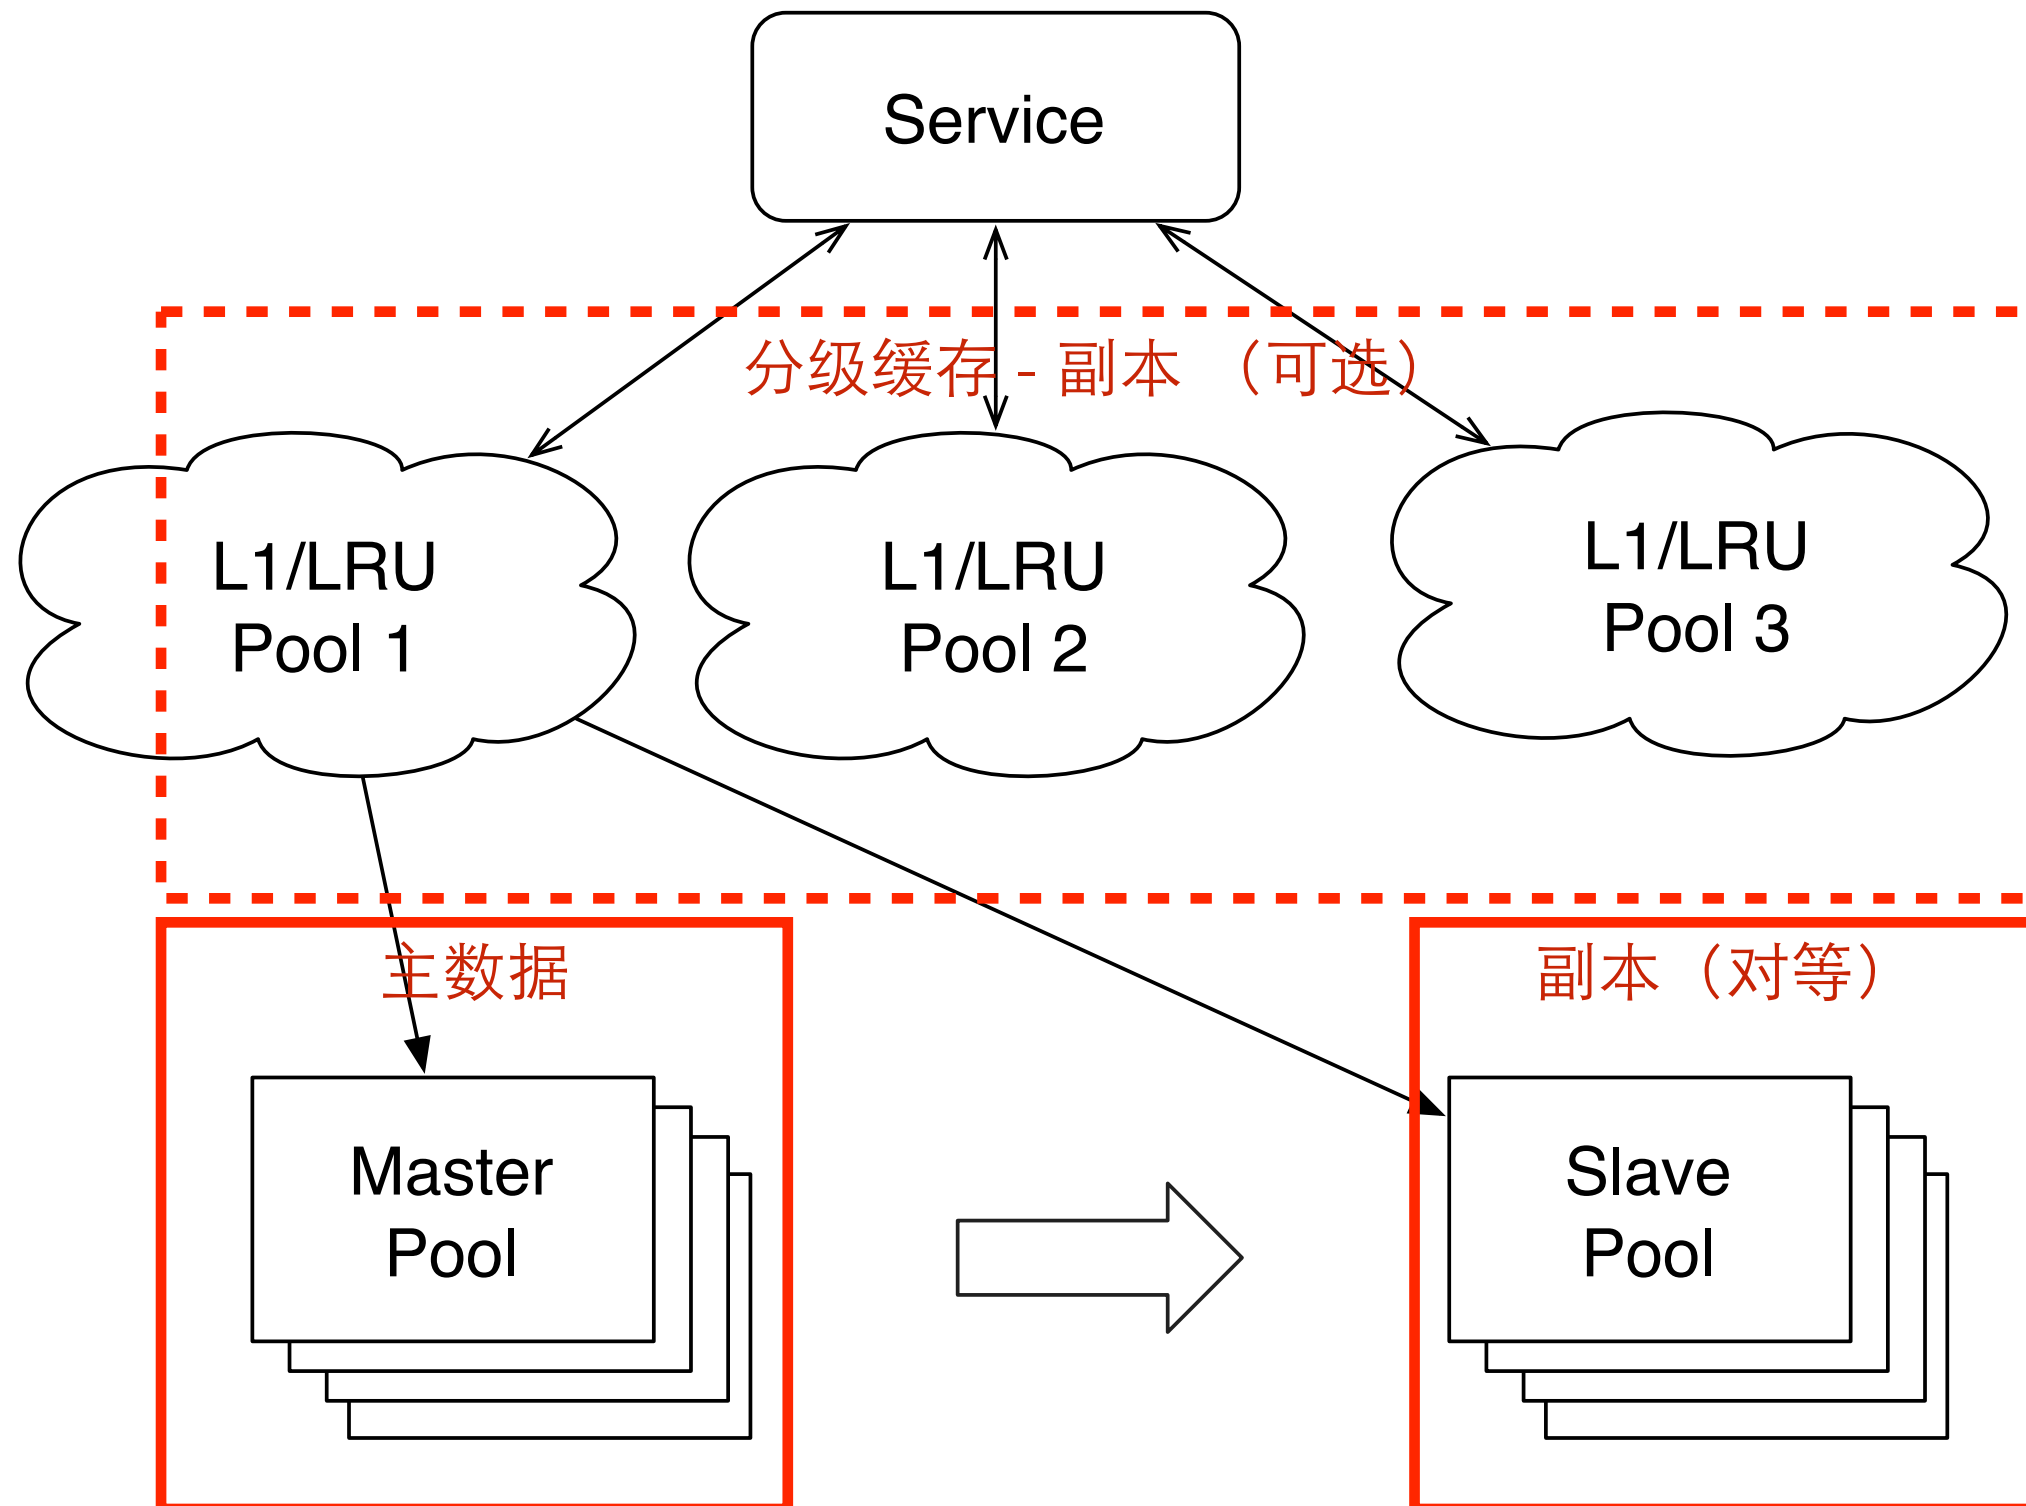 Service
分级缓存 - 副本 （可选）
L1/LRU
Pool 1
L1/LRU
Pool 2
L1/LRU
Pool 3
主数据
副本（对等）
Master
Pool
Slave
Pool